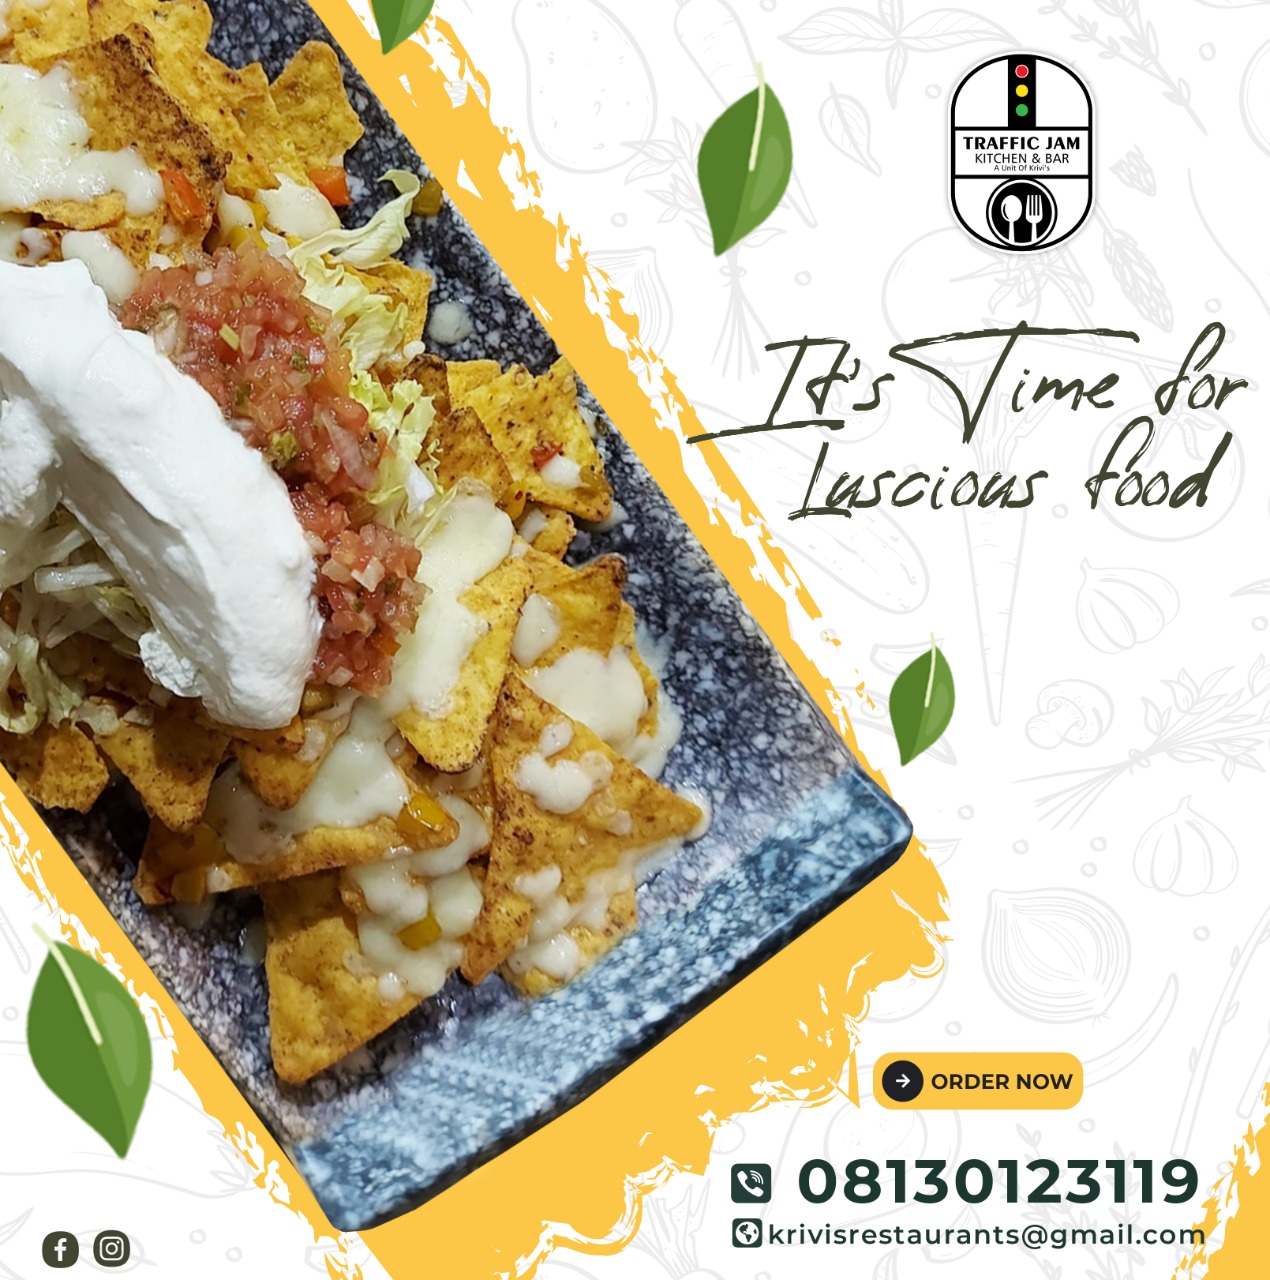 TRAFFIC JAM
KITCHEN & BAR
A Unit Of Krivi's
It's Time for
Luscious food
ORDER NOW
08130123119
krivisrestaurants@gmail.com